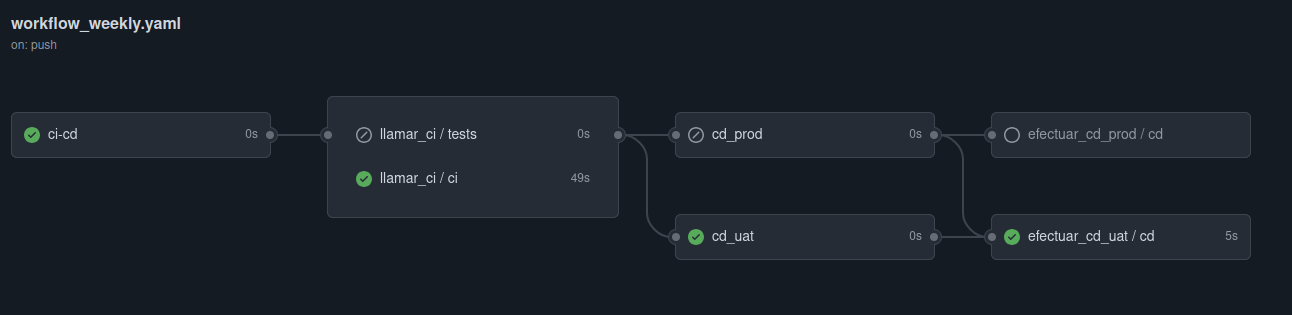 workflow_weekly.yaml
on: push
ci-cd 0s
llamar_ci / tests 0s
llamar_ci / ci 49s
cd_prod 0s
efectuar_cd_prod / cd
cd_uat 0s
efectuar_cd_uat / cd 5s